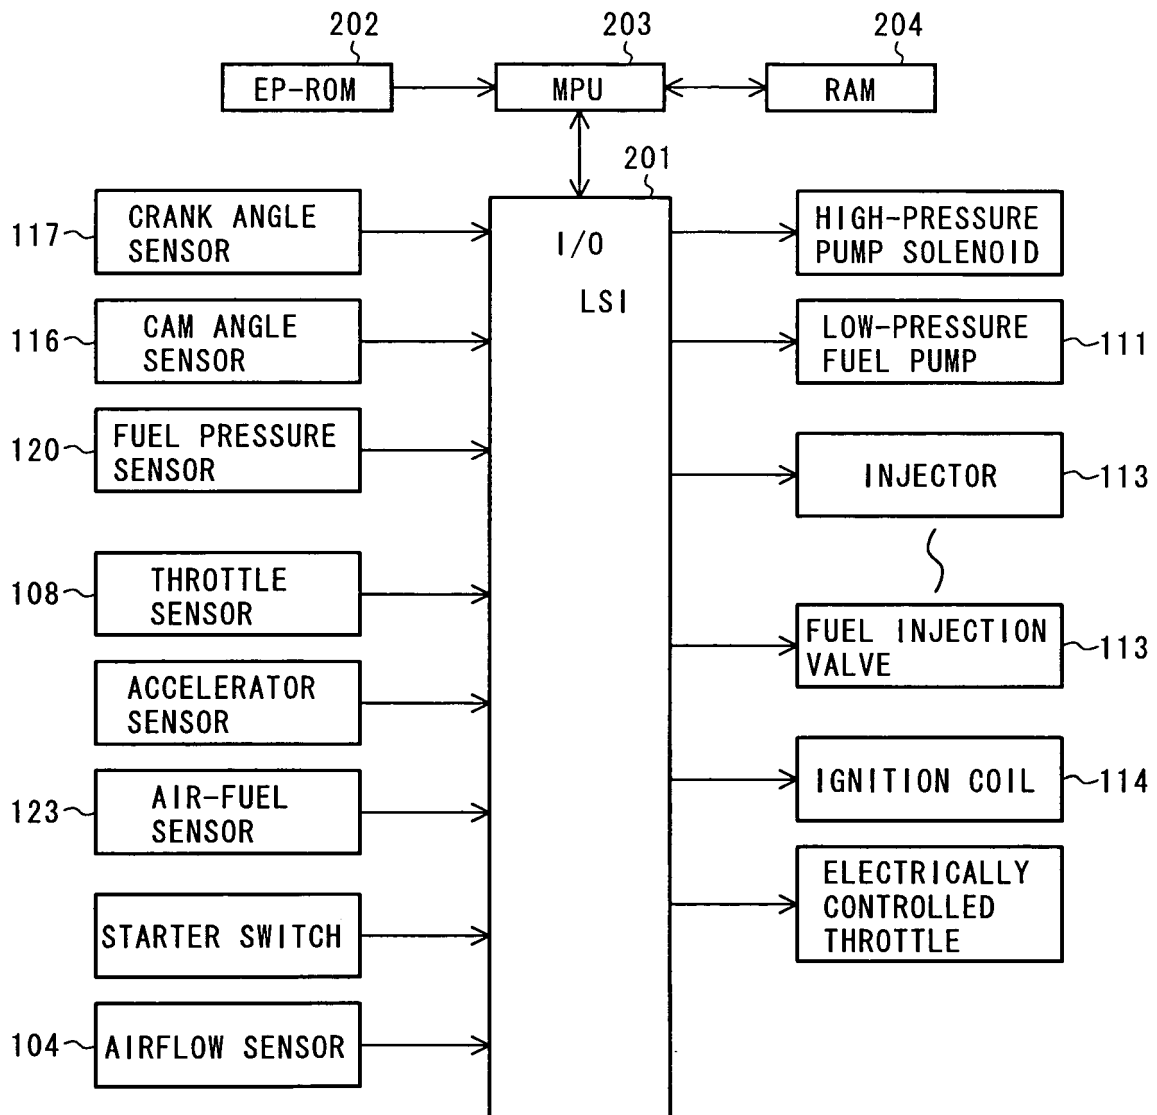 202
203
204
EP-ROM
MPU
RAM
201
I/O
LSI
117
CRANK ANGLE
SENSOR
116
CAM ANGLE
SENSOR
120
FUEL PRESSURE
SENSOR
108
THROTTLE
SENSOR
ACCELERATOR
SENSOR
123
AIR-FUEL
SENSOR
STARTER SWITCH
104
AIRFLOW SENSOR
HIGH-PRESSURE
PUMP SOLENOID
LOW-PRESSURE
FUEL PUMP
111
INJECTOR
113
FUEL INJECTION
VALVE
113
IGNITION COIL
114
ELECTRICALLY
CONTROLLED
THROTTLE